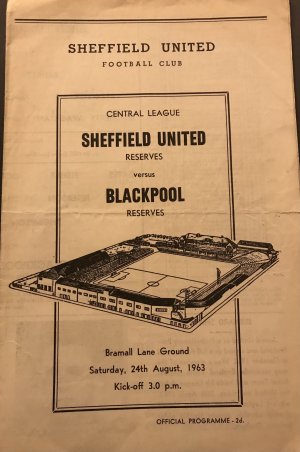 SHEFFIELD UNITED
FOOTBALL CLUB
CENTRAL LEAGUE
SHEFFIELD UNITED
RESERVES
versus
BLACKPOOL
RESERVES
Bramall Lane Ground
Saturday, 24th August, 1963
Kick-off 3.0 p.m.
OFFICIAL PROGRAMME - 2d.